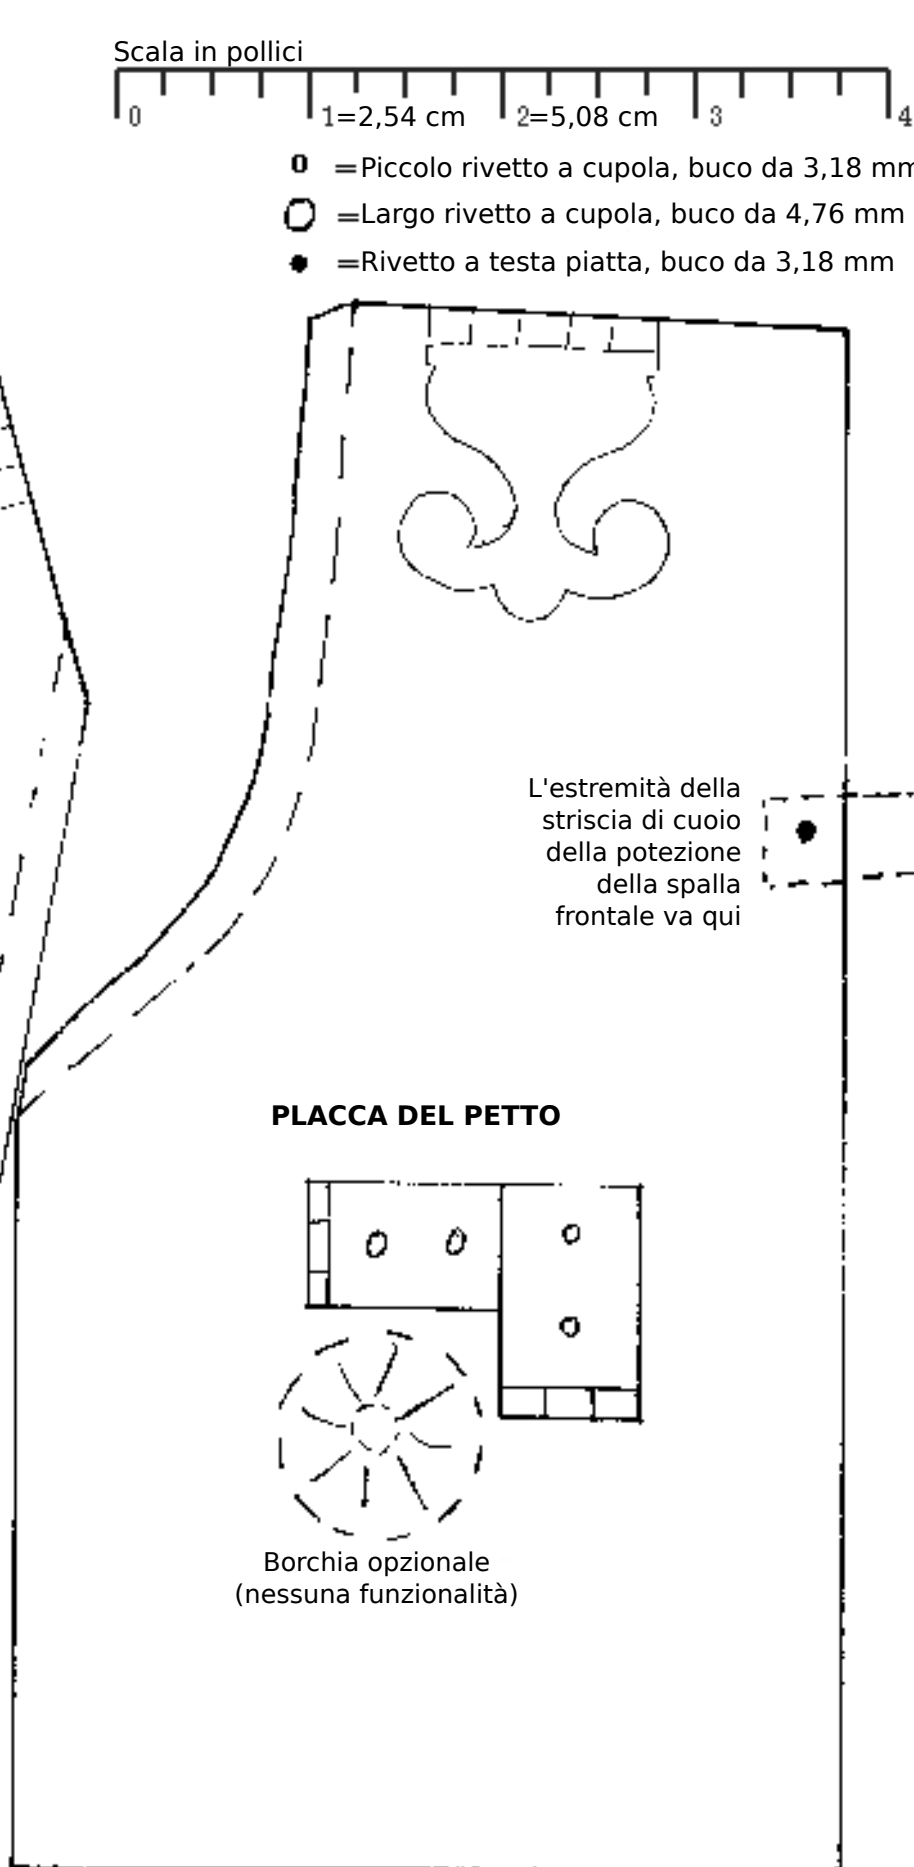 Scala in pollici
0 1=2,54 cm 2=5,08 cm 3 4
=Piccolo rivetto a cupola, buco da 3,18 mm
=Largo rivetto a cupola, buco da 4,76 mm
=Rivetto a testa piatta, buco da 3,18 mm
L'estremità della
striscia di cuoio
della potezione
della spalla
frontale va qui
PLACCA DEL PETTO
Borchia opzionale
(nessuna funzionalità)